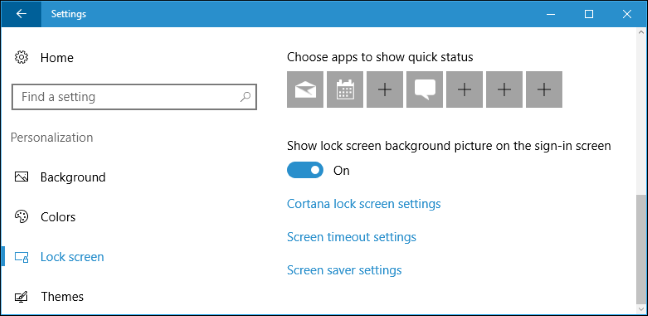 Settings
Home
Find a setting
Personalization
Background
Colors
Lock screen
Themes
Choose apps to show quick status
Show lock screen background picture on the sign-in screen
On
Cortana lock screen settings
Screen timeout settings
Screen saver settings